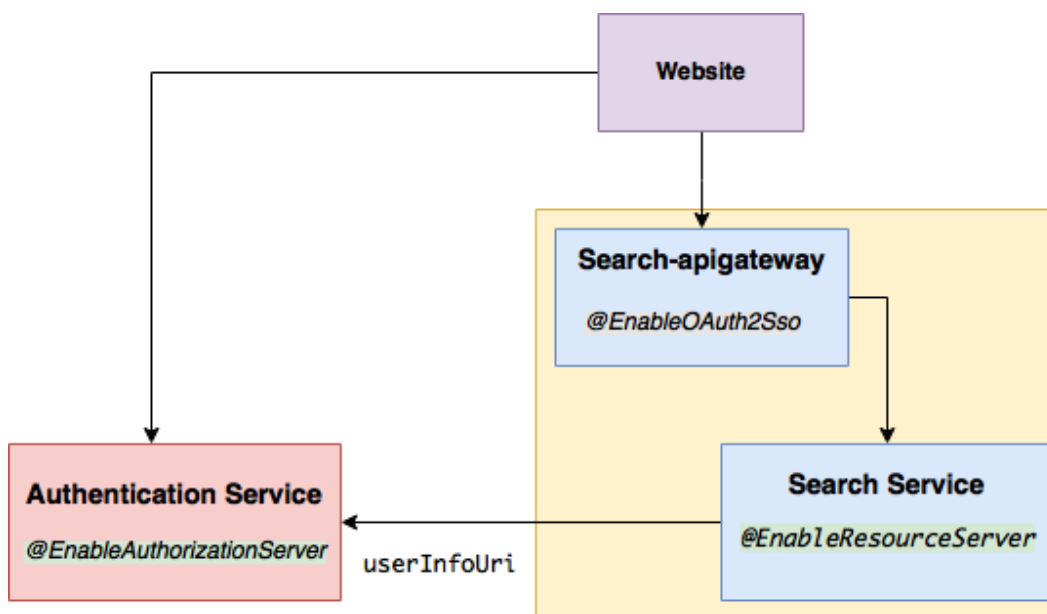 Website
Search-apigateway
@EnableOAuth2Sso
Authentication Service
@EnableAuthorizationServer
userInfoUri
Search Service
@EnableResourceServer